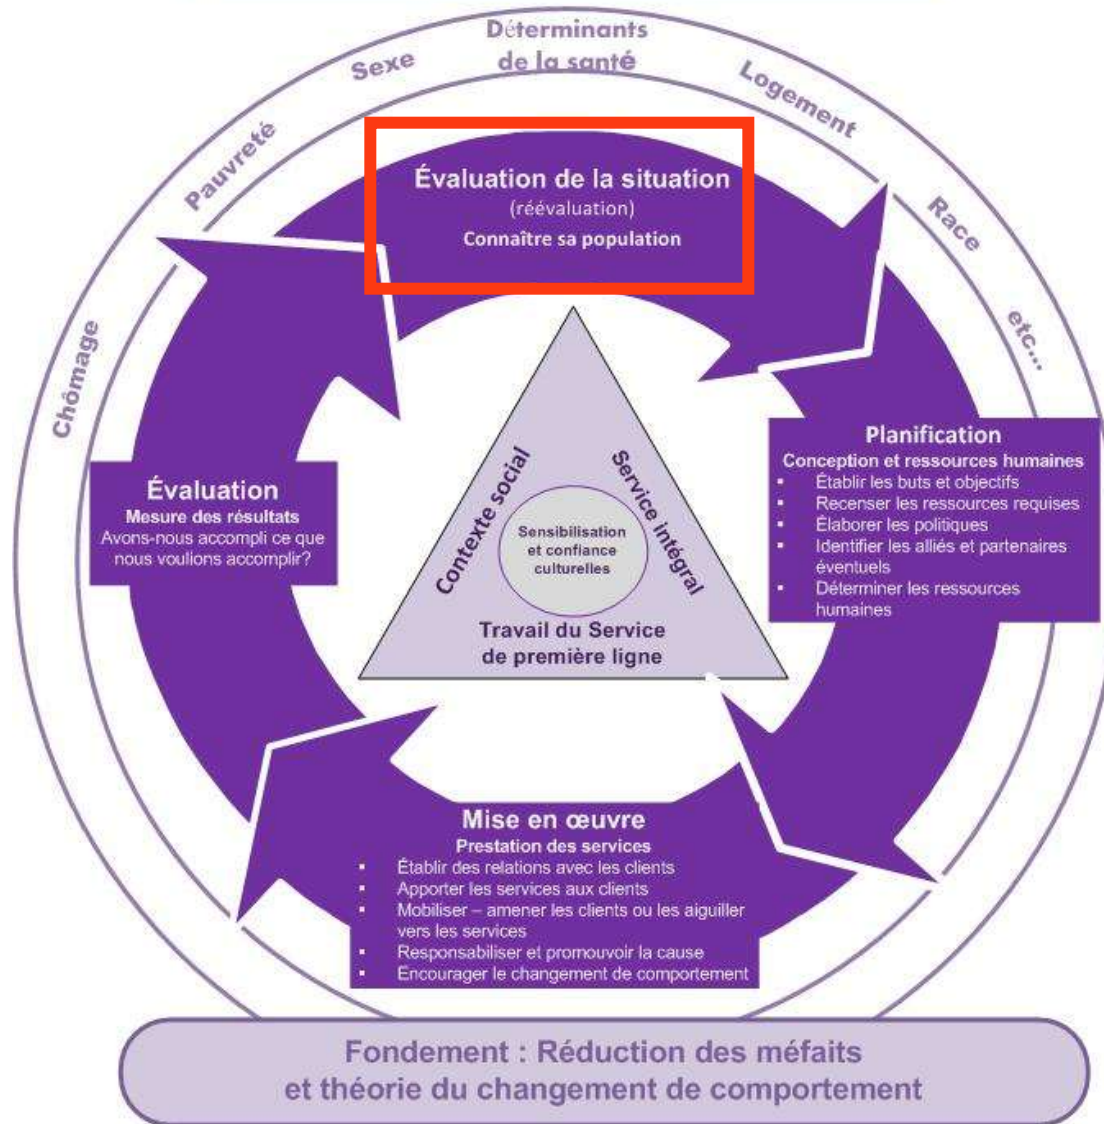 Déterminants
de la santé
Sexe
Logement
Pauvreté
Race
Chômage
etc...
Évaluation de la situation
(réévaluation)
Connaître sa population
Planification
Conception et ressources humaines
▪ Établir les buts et objectifs
▪ Recenser les ressources requises
▪ Élaborer les politiques
▪ Identifier les alliés et partenaires
éventuels
▪ Déterminer les ressources
humaines
Évaluation
Mesure des résultats
Avons-nous accompli ce que
nous voulions accomplir?
Contexte social
Service intégral
Sensibilisation
et confiance
culturelles
Travail du Service
de première ligne
Mise en œuvre
Prestation des services
▪ Établir des relations avec les clients
▪ Apporter les services aux clients
▪ Mobiliser – amener les clients ou les aiguiller
vers les services
▪ Responsabiliser et promouvoir la cause
▪ Encourager le changement de comportement
Fondement : Réduction des méfaits
et théorie du changement de comportement